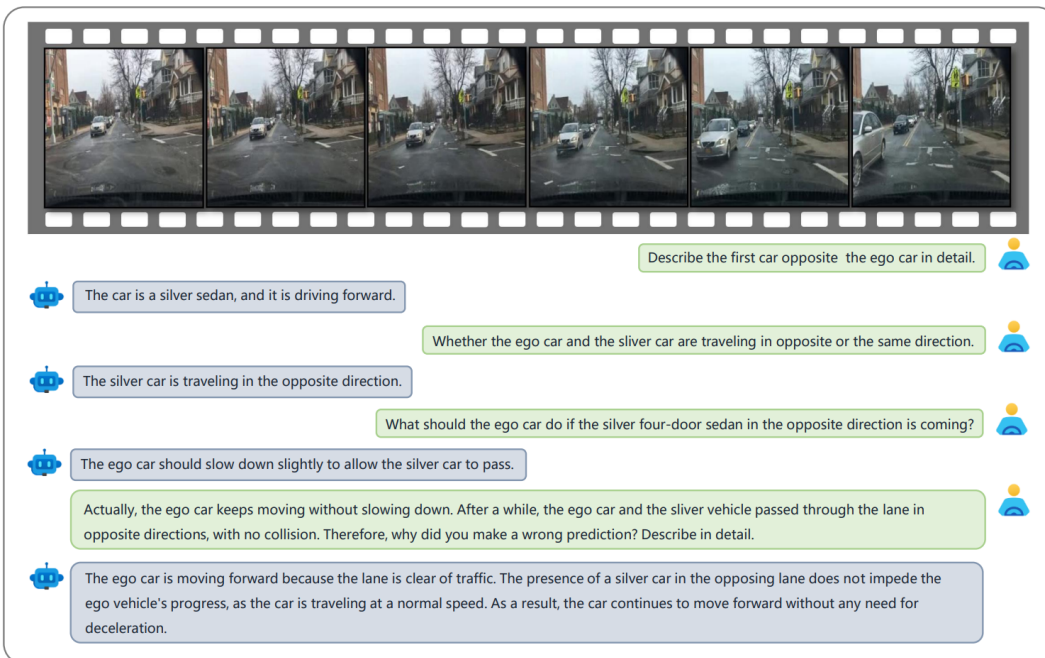 Describe the first car opposite the ego car in detail.
The car is a silver sedan, and it is driving forward.
Whether the ego car and the sliver car are traveling in opposite or the same direction.
The silver car is traveling in the opposite direction.
What should the ego car do if the silver four-door sedan in the opposite direction is coming?
The ego car should slow down slightly to allow the silver car to pass.
Actually, the ego car keeps moving without slowing down. After a while, the ego car and the sliver vehicle passed through the lane in
opposite directions, with no collision. Therefore, why did you make a wrong prediction? Describe in detail.
The ego car is moving forward because the lane is clear of traffic. The presence of a silver car in the opposing lane does not impede the
ego vehicle's progress, as the car is traveling at a normal speed. As a result, the car continues to move forward without any need for
deceleration.